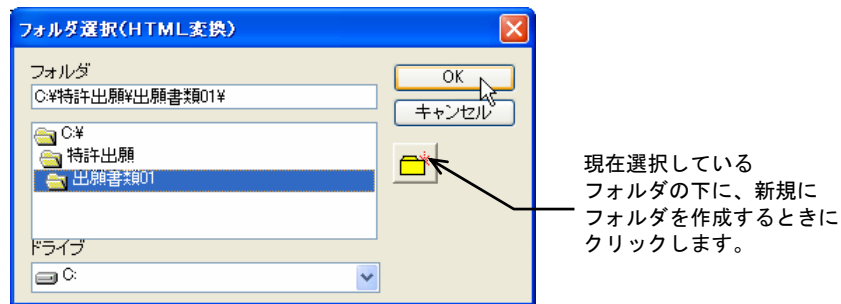 フォルダ選択(HTML変換)
フォルダ
C:¥特許出願¥出願書類01¥
C:¥
特許出願
出願書類01
ドライブ
C:
OK
キャンセル
現在選択している
フォルダの下に、新規に
フォルダを作成するときに
クリックします。